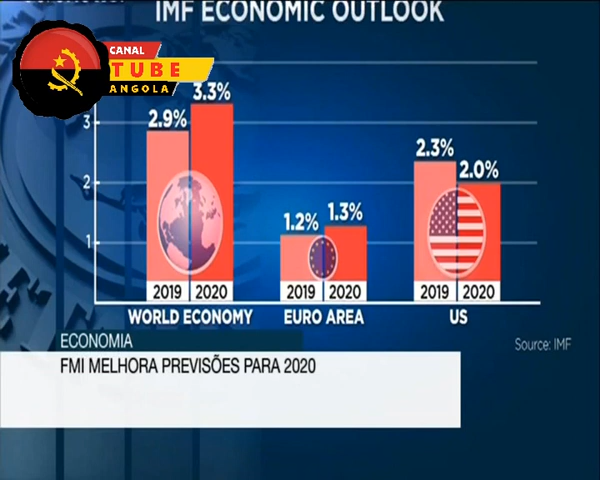 IMF ECONOMIC OUTLOOK
CANAL
TUBE
ANGOLA
3.3%
2.9%
3
2.3%
2.0%
2
1.2%
1.3%
1
2019 2020
2019 2020
2019 2020
WORLD ECONOMY
EURO AREA
US
ECONOMIA
Source: IMF
FMI MELHORA PREVISÕES PARA 2020